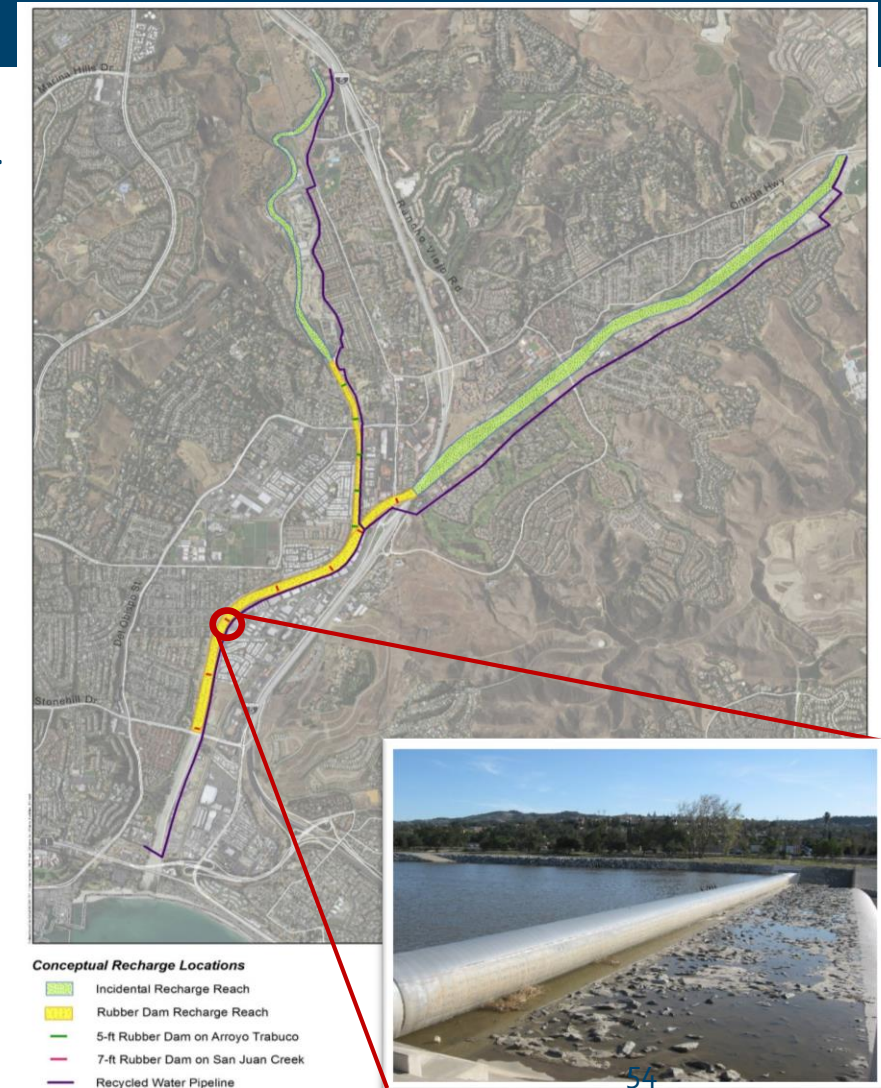 Marina Hills Dr
5
Ortega Hwy
Rancho Viejo Rd
Del Obispo St
Stonehill Dr
Conceptual Recharge Locations
Incidental Recharge Reach
Rubber Dam Recharge Reach
5-ft Rubber Dam on Arroyo Trabuco
7-ft Rubber Dam on San Juan Creek
Recycled Water Pipeline
54